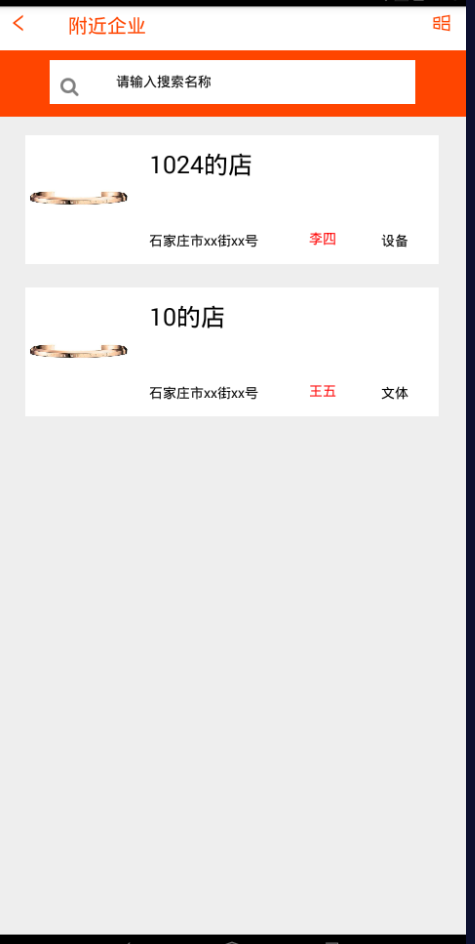 附近企业
请输入搜索名称
1024的店
石家庄市xx街xx号 李四 设备
10的店
石家庄市xx街xx号 王五 文体